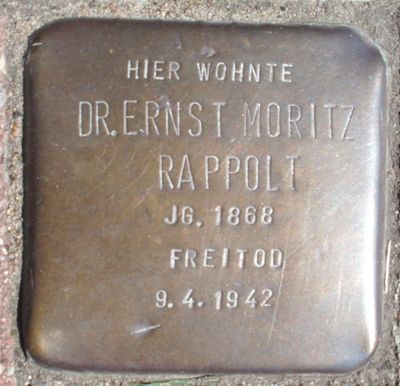 HIER WOHNTE
DR. ERNST MORITZ
RAPPOLT
JG. 1868
FREITOD
9.4.1942